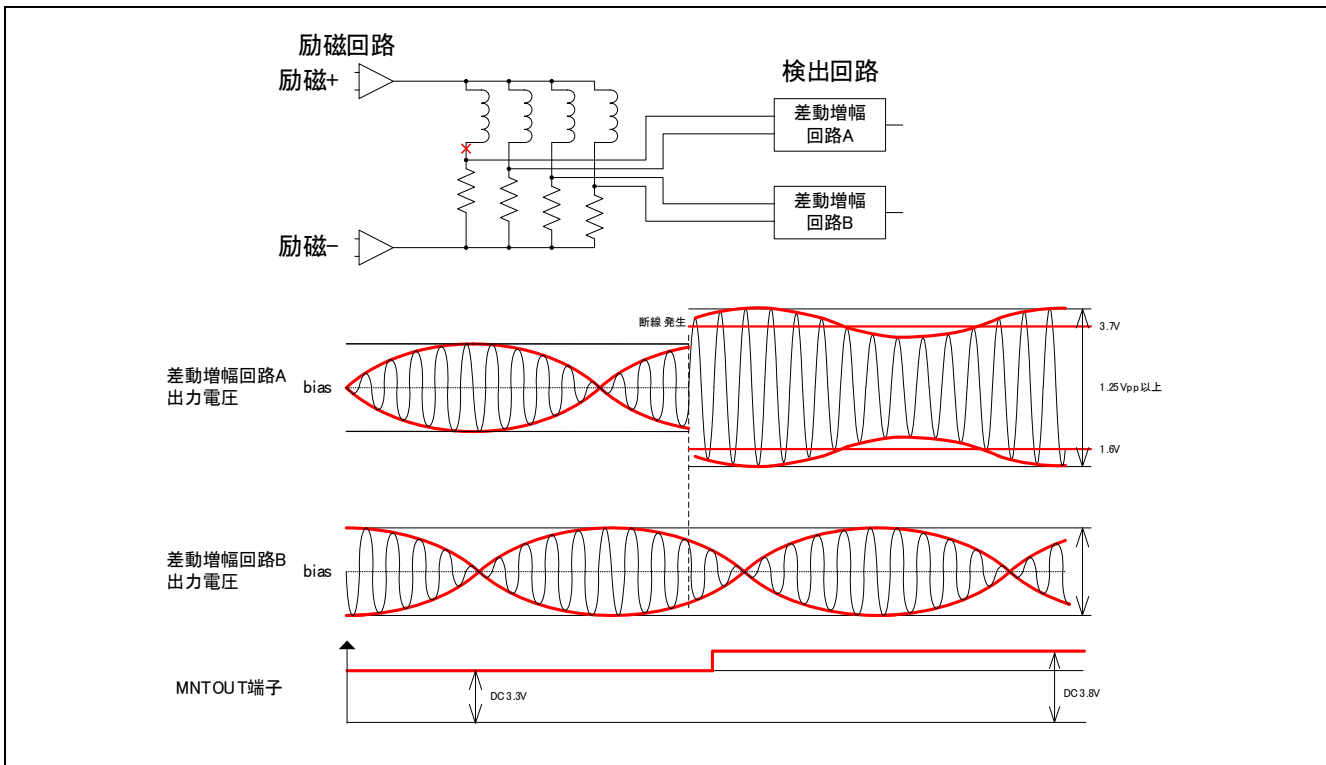 励磁回路
励磁+
検出回路
差動増幅
回路A
差動増幅
回路B
励磁-
断線 発生
3.7V
差動増幅回路A
出力電圧
bias
1.25Vpp以上
1.6V
差動増幅回路B
出力電圧
bias
MNTOUT端子
DC 3.3V
DC 3.8V